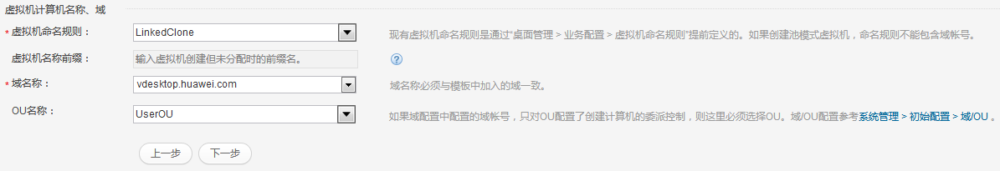 虚拟机计算机名称、域
* 虚拟机命名规则： LinkedClone 现有虚拟机命名规则是通过“桌面管理 > 业务配置 > 虚拟机命名规则”提前定义的。如果创建池模式虚拟机，命名规则不能包含域帐号。
虚拟机名称前缀： 输入虚拟机创建但未分配时的前缀名。 ?
* 域名称： vdesktop.huawei.com 域名称必须与模板中加入的域一致。
OU名称： UserOU 如果域配置中配置的域帐号，只对OU配置了创建计算机的委派控制，则这里必须选择OU。域/OU配置参考系统管理 > 初始配置 > 域/OU 。
上一步 下一步